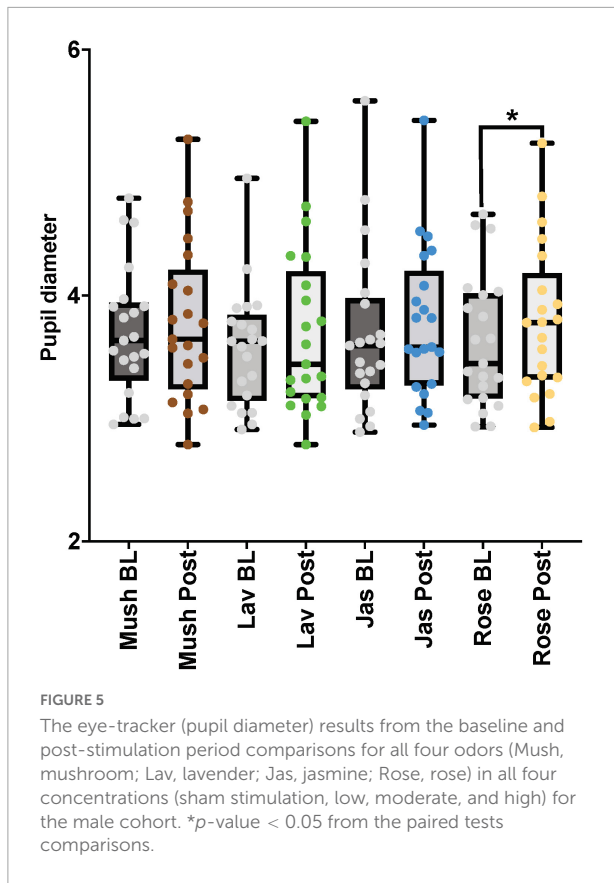 6
*
Pupil diameter
4
2
Mush BL
Mush Post
Lav BL
Lav Post
Jas BL
Jas Post
Rose BL
Rose Post
FIGURE 5
The eye-tracker (pupil diameter) results from the baseline and
post-stimulation period comparisons for all four odors (Mush,
mushroom; Lav, lavender; Jas, jasmine; Rose, rose) in all four
concentrations (sham stimulation, low, moderate, and high) for
the male cohort. *p-value < 0.05 from the paired tests
comparisons.